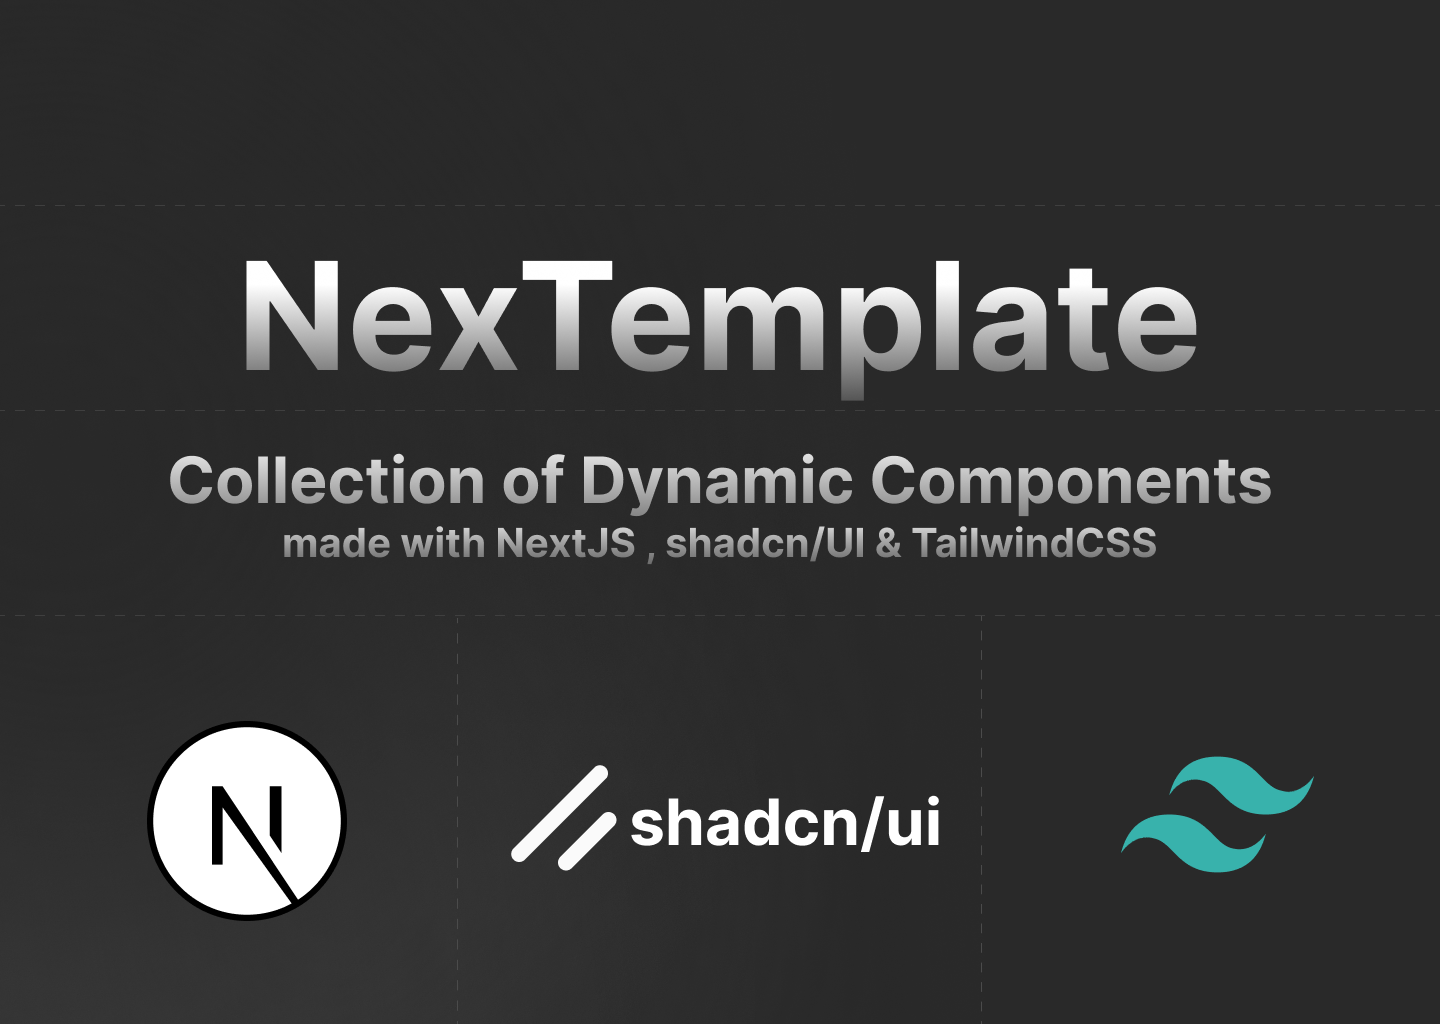 NexTemplate
Collection of Dynamic Components
made with NextJS , shadcn/UI & TailwindCSS
N
shadcn/ui